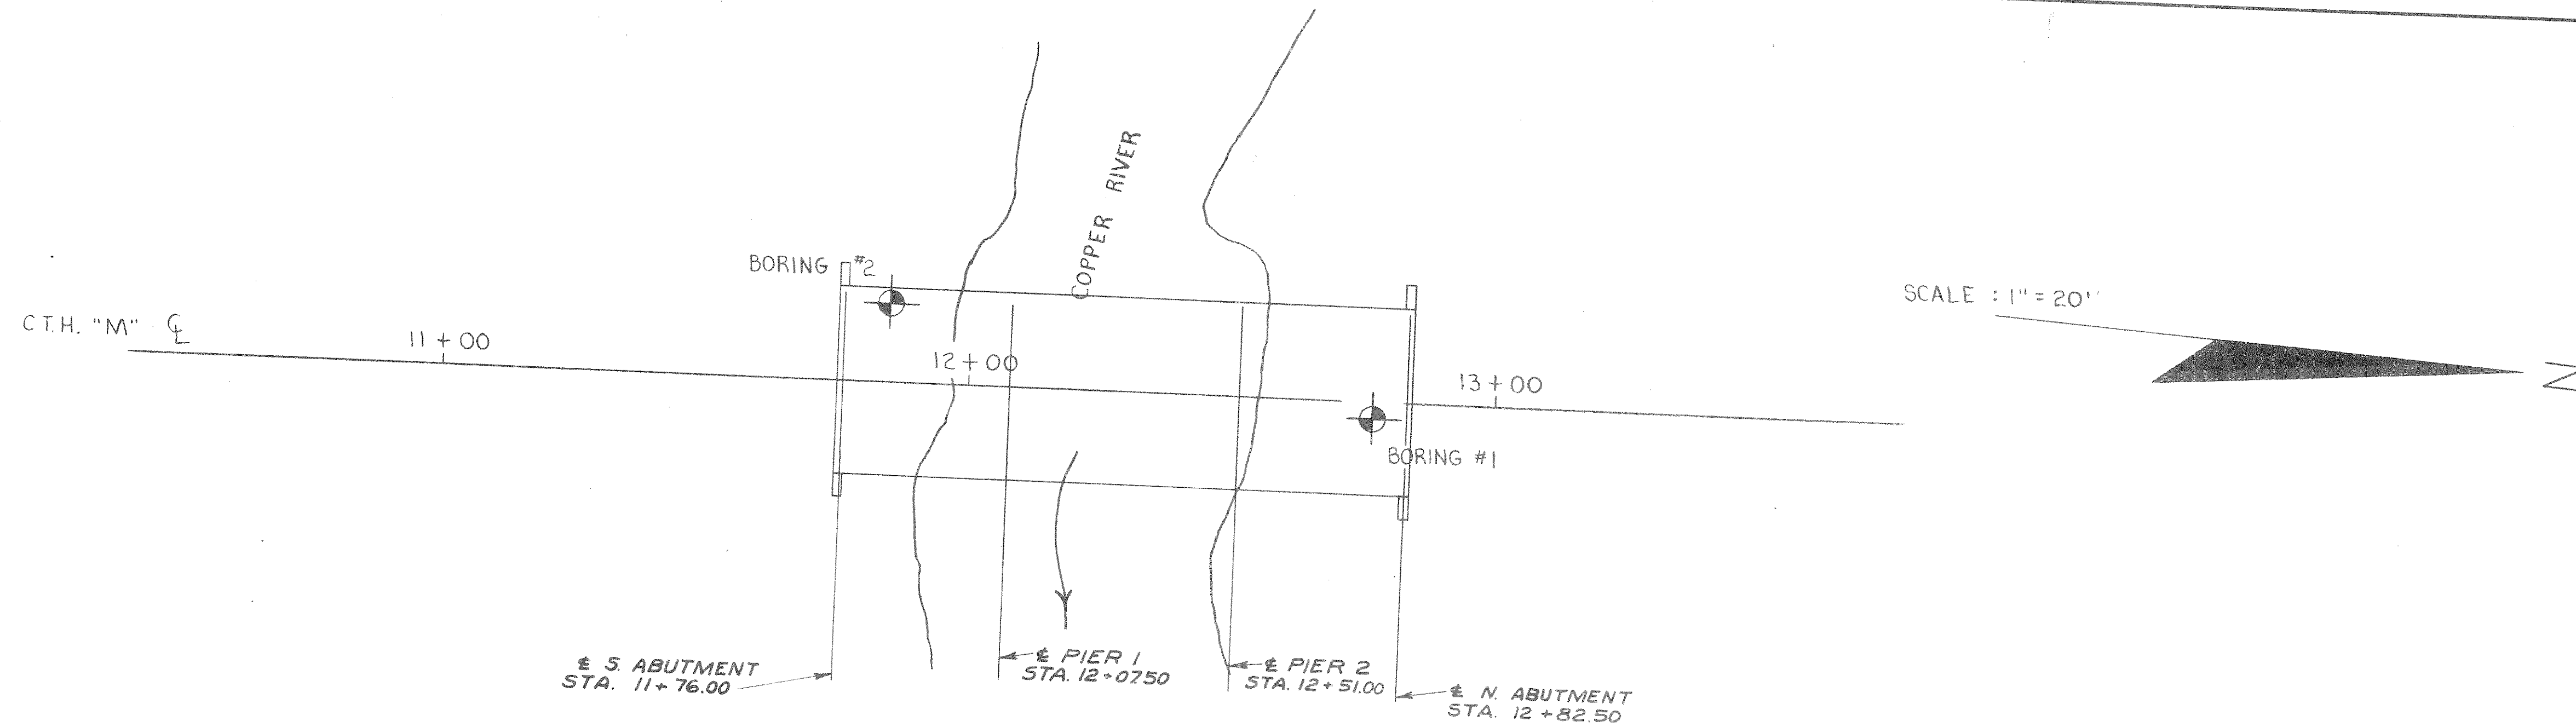 COPPER RIVER
BORING #2
SCALE : 1" = 20'
C.T.H. "M" ℄
11 + 00
12 + 00
13 + 00
BORING #1
N
℄ S. ABUTMENT
STA. 11 + 76.00
℄ PIER 1
STA. 12 + 07.50
℄ PIER 2
STA. 12 + 51.00
℄ N. ABUTMENT
STA. 12 + 82.50